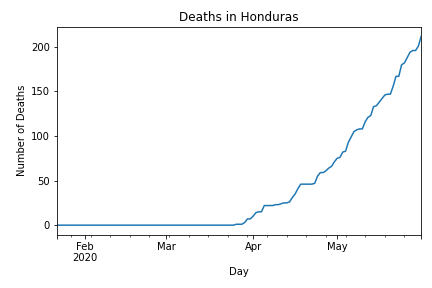 Deaths in Honduras
Number of Deaths
200
150
100
50
0
Feb
2020
Mar
Apr
May
Day